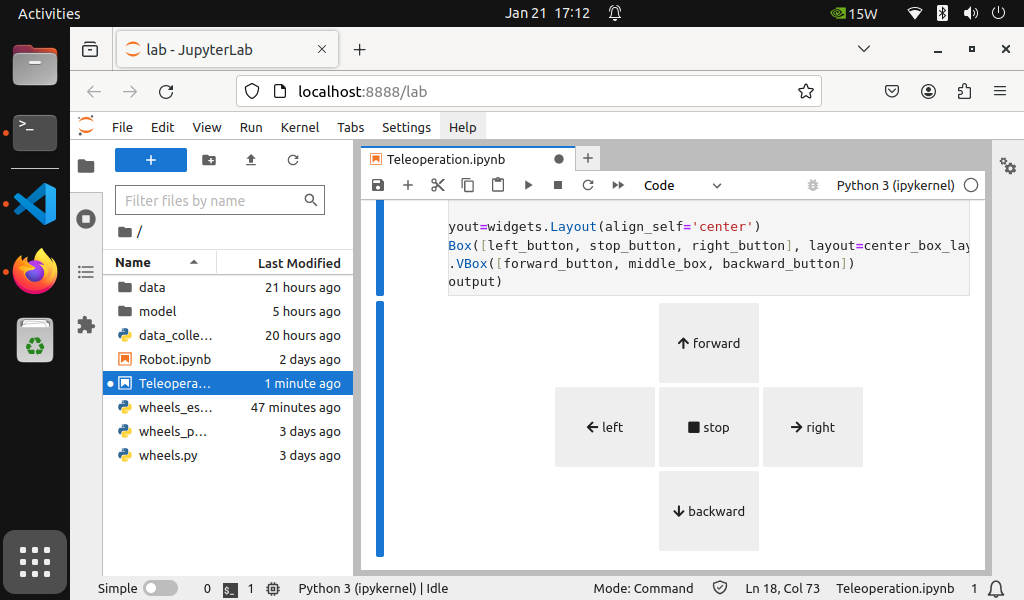 Activities
Jan 21 17:12
15W
lab - JupyterLab
localhost:8888/lab
File Edit View Run Kernel Tabs Settings Help
+
Filter files by name
/
Name Last Modified
data 21 hours ago
model 5 hours ago
data_colle… 20 hours ago
Robot.ipynb 2 days ago
Teleopera… 1 minute ago
wheels_es… 47 minutes ago
wheels_p… 3 days ago
wheels.py 3 days ago
Teleoperation.ipynb
Code
Python 3 (ipykernel)
yout=widgets.Layout(align_self='center')
Box([left_button, stop_button, right_button], layout=center_box_lay
.VBox([forward_button, middle_box, backward_button])
output)
forward
left
stop
right
backward
Simple 0 1 Python 3 (ipykernel) | Idle Mode: Command Ln 18, Col 73 Teleoperation.ipynb 1